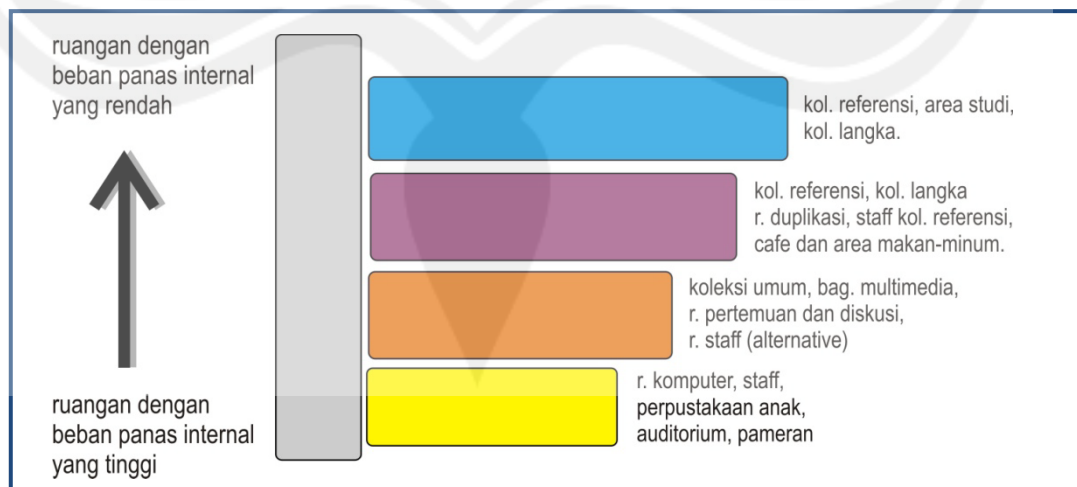 ruangan dengan
beban panas internal
yang rendah
kol. referensi, area studi,
kol. langka.
kol. referensi, kol. langka
r. duplikasi, staff kol. referensi,
cafe dan area makan-minum.
koleksi umum, bag. multimedia,
r. pertemuan dan diskusi,
r. staff (alternative)
r. komputer, staff,
perpustakaan anak,
auditorium, pameran
ruangan dengan
beban panas internal
yang tinggi